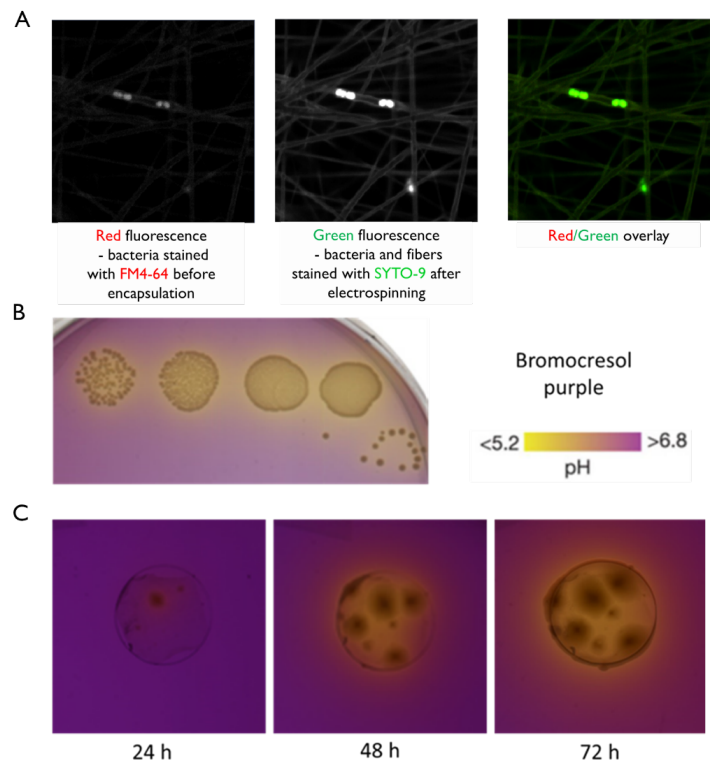 A
Red fluorescence
- bacteria stained
with FM4-64 before
encapsulation
Green fluorescence
- bacteria and fibers
stained with SYTO-9 after
electrospinning
Red/Green overlay
B
Bromocresol
purple
<5.2 >6.8
pH
C
24 h 48 h 72 h